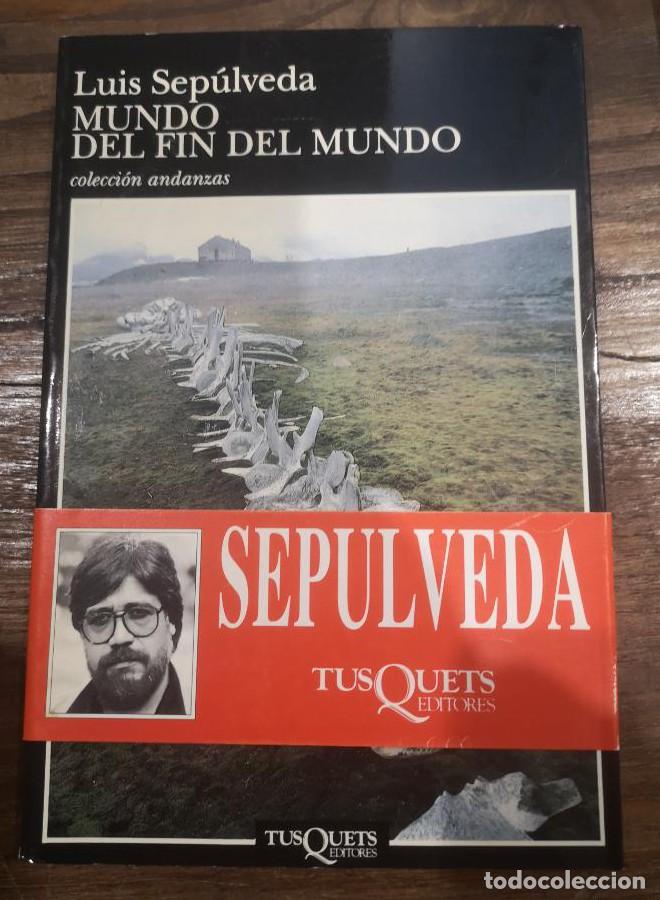 Luis Sepúlveda
MUNDO
DEL FIN DEL MUNDO
colección andanzas
SEPULVEDA
TUSQUETS
EDITORES
TUSQUETS
EDITORES
todocoleccion